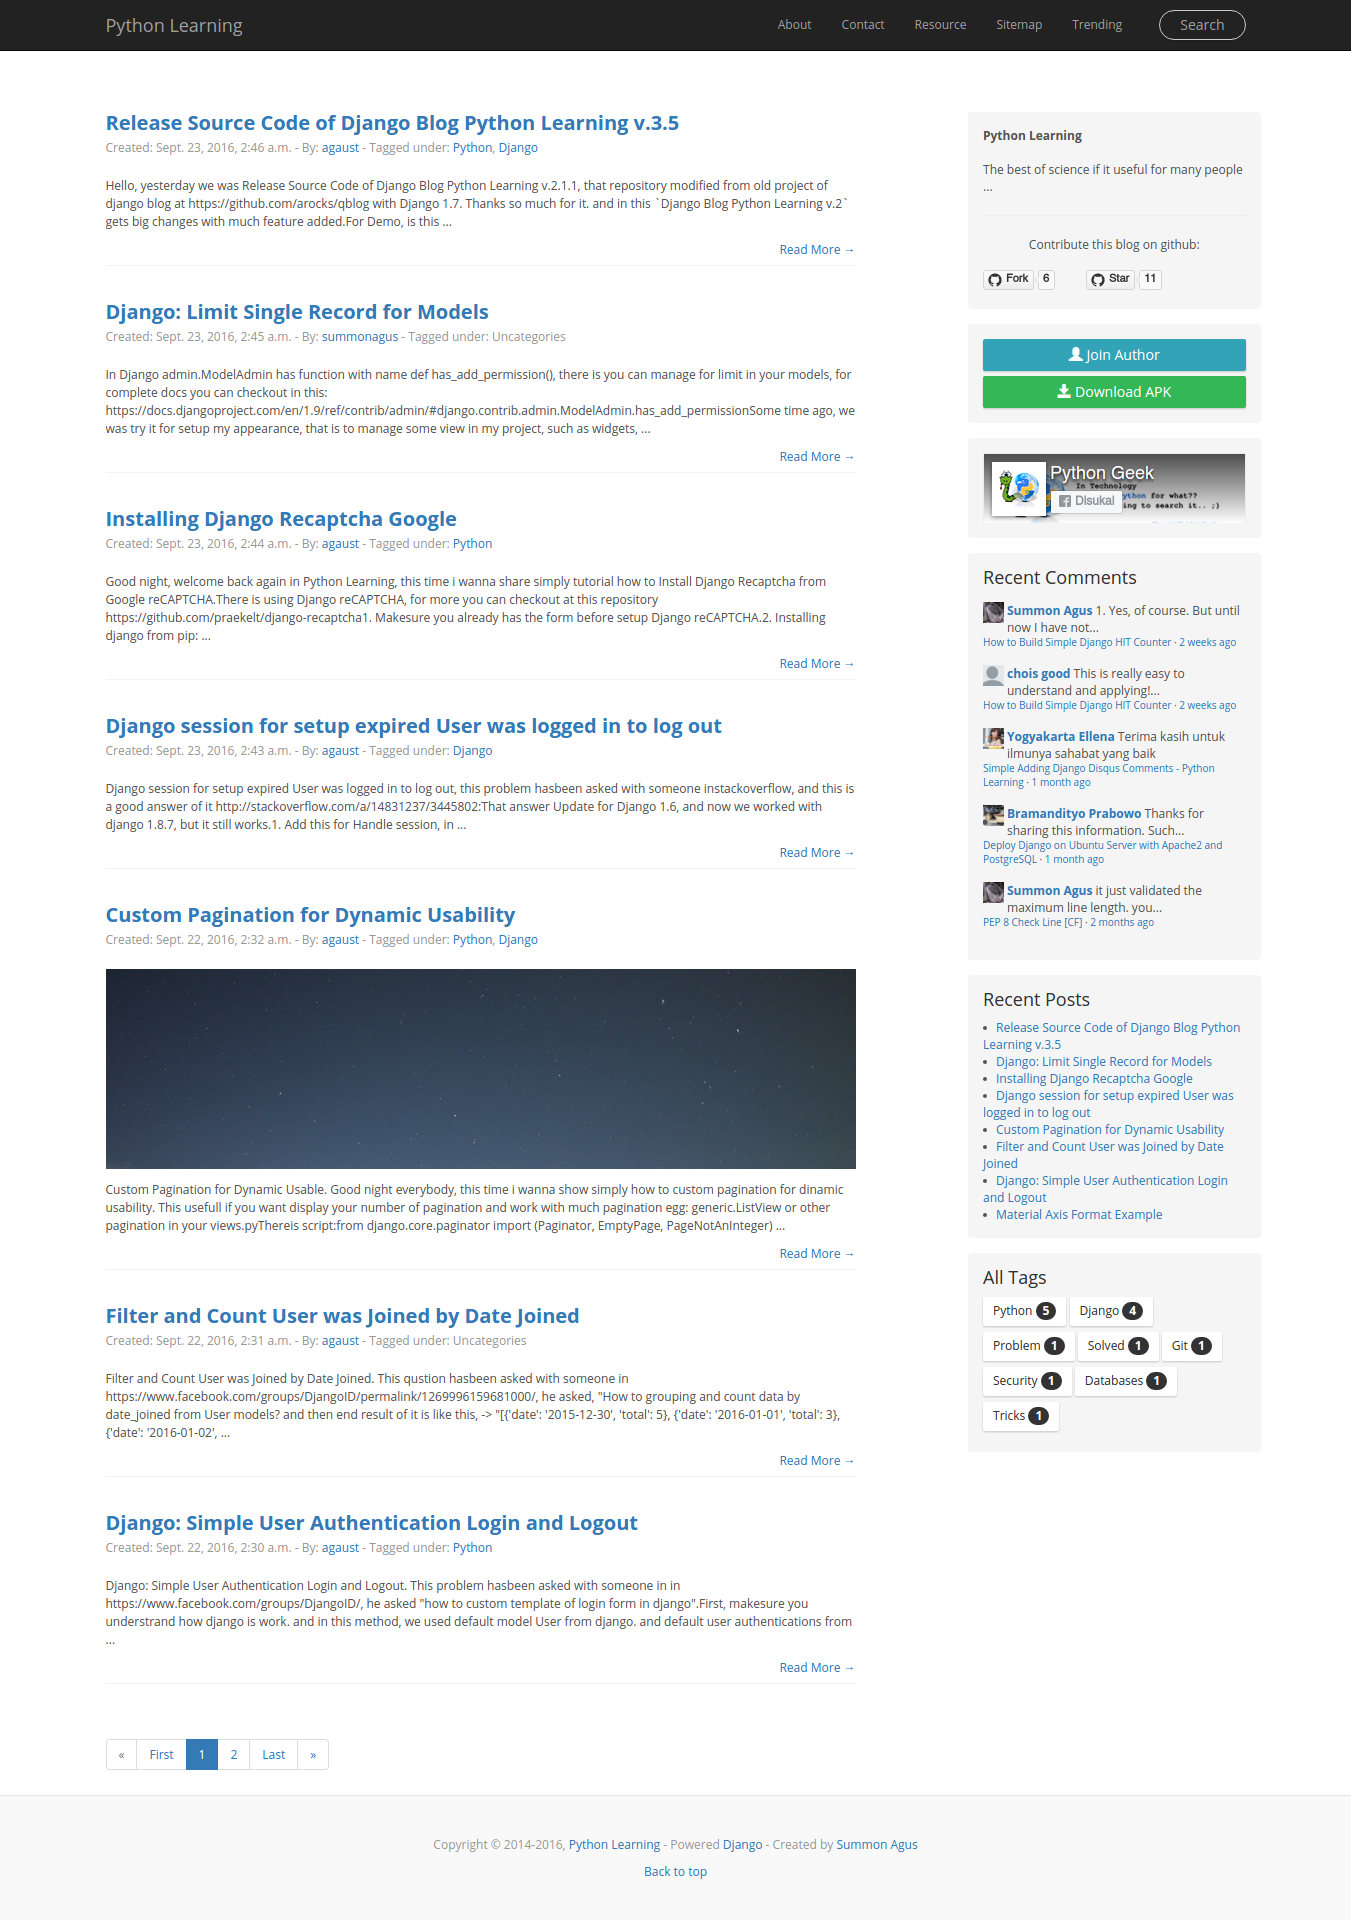 Python Learning
About
Contact
Resource
Sitemap
Trending
Search
Release Source Code of Django Blog Python Learning v.3.5
Created: Sept. 23, 2016, 2:46 a.m. - By: agaust - Tagged under: Python, Django
Hello, yesterday we was Release Source Code of Django Blog Python Learning v.2.1.1, that repository modified from old project of
django blog at https://github.com/arocks/qblog with Django 1.7. Thanks so much for it. and in this `Django Blog Python Learning v.2`
gets big changes with much feature added.For Demo, is this ...
Read More →
Django: Limit Single Record for Models
Created: Sept. 23, 2016, 2:45 a.m. - By: summonagus - Tagged under: Uncategories
In Django admin.ModelAdmin has function with name def has_add_permission(), there is you can manage for limit in your models, for
complete docs you can checkout in this:
https://docs.djangoproject.com/en/1.9/ref/contrib/admin/#django.contrib.admin.ModelAdmin.has_add_permissionSome time ago, we
was try it for setup my appearance, that is to manage some view in my project, such as widgets, ...
Read More →
Installing Django Recaptcha Google
Created: Sept. 23, 2016, 2:44 a.m. - By: agaust - Tagged under: Python
Good night, welcome back again in Python Learning, this time i wanna share simply tutorial how to Install Django Recaptcha from
Google reCAPTCHA.There is using Django reCAPTCHA, for more you can checkout at this repository
https://github.com/praekelt/django-recaptcha1. Makesure you already has the form before setup Django reCAPTCHA.2. Installing
django from pip: ...
Read More →
Django session for setup expired User was logged in to log out
Created: Sept. 23, 2016, 2:43 a.m. - By: agaust - Tagged under: Django
Django session for setup expired User was logged in to log out, this problem hasbeen asked with someone instackoverflow, and this is
a good answer of it http://stackoverflow.com/a/14831237/3445802:That answer Update for Django 1.6, and now we worked with
django 1.8.7, but it still works.1. Add this for Handle session, in ...
Read More →
Custom Pagination for Dynamic Usability
Created: Sept. 22, 2016, 2:32 a.m. - By: agaust - Tagged under: Python, Django
Custom Pagination for Dynamic Usable. Good night everybody, this time i wanna show simply how to custom pagination for dinamic
usability. This usefull if you want display your number of pagination and work with much pagination egg: generic.ListView or other
pagination in your views.pyThereis script:from django.core.paginator import (Paginator, EmptyPage, PageNotAnInteger) ...
Read More →
Filter and Count User was Joined by Date Joined
Created: Sept. 22, 2016, 2:31 a.m. - By: agaust - Tagged under: Uncategories
Filter and Count User was Joined by Date Joined. This qustion hasbeen asked with someone in
https://www.facebook.com/groups/DjangoID/permalink/1269996159681000/, he asked, "How to grouping and count data by
date_joined from User models? and then end result of it is like this, -> "[{'date': '2015-12-30', 'total': 5}, {'date': '2016-01-01', 'total': 3},
{'date': '2016-01-02', ...
Read More →
Django: Simple User Authentication Login and Logout
Created: Sept. 22, 2016, 2:30 a.m. - By: agaust - Tagged under: Python
Django: Simple User Authentication Login and Logout. This problem hasbeen asked with someone in in
https://www.facebook.com/groups/DjangoID/, he asked "how to custom template of login form in django".First, makesure you
understrand how django is work. and in this method, we used default model User from django. and default user authentications from
...
Read More →
« First 1 2 Last »
Python Learning
The best of science if it useful for many people
...
Contribute this blog on github:
Fork 6 Star 11
Join Author
Download APK
Python Geek
In Technology
Disukai
ython for what??
ing to search it.. ;)
Recent Comments
Summon Agus 1. Yes, of course. But until
now I have not...
How to Build Simple Django HIT Counter · 2 weeks ago
chois good This is really easy to
understand and applying!...
How to Build Simple Django HIT Counter · 2 weeks ago
Yogyakarta Ellena Terima kasih untuk
ilmunya sahabat yang baik
Simple Adding Django Disqus Comments - Python
Learning · 1 month ago
Bramandityo Prabowo Thanks for
sharing this information. Such...
Deploy Django on Ubuntu Server with Apache2 and
PostgreSQL · 1 month ago
Summon Agus it just validated the
maximum line length. you...
PEP 8 Check Line [CF] · 2 months ago
Recent Posts
• Release Source Code of Django Blog Python
Learning v.3.5
• Django: Limit Single Record for Models
• Installing Django Recaptcha Google
• Django session for setup expired User was
logged in to log out
• Custom Pagination for Dynamic Usability
• Filter and Count User was Joined by Date
Joined
• Django: Simple User Authentication Login
and Logout
• Material Axis Format Example
All Tags
Python 5 Django 4
Problem 1 Solved 1 Git 1
Security 1 Databases 1
Tricks 1
Copyright © 2014-2016, Python Learning - Powered Django - Created by Summon Agus
Back to top